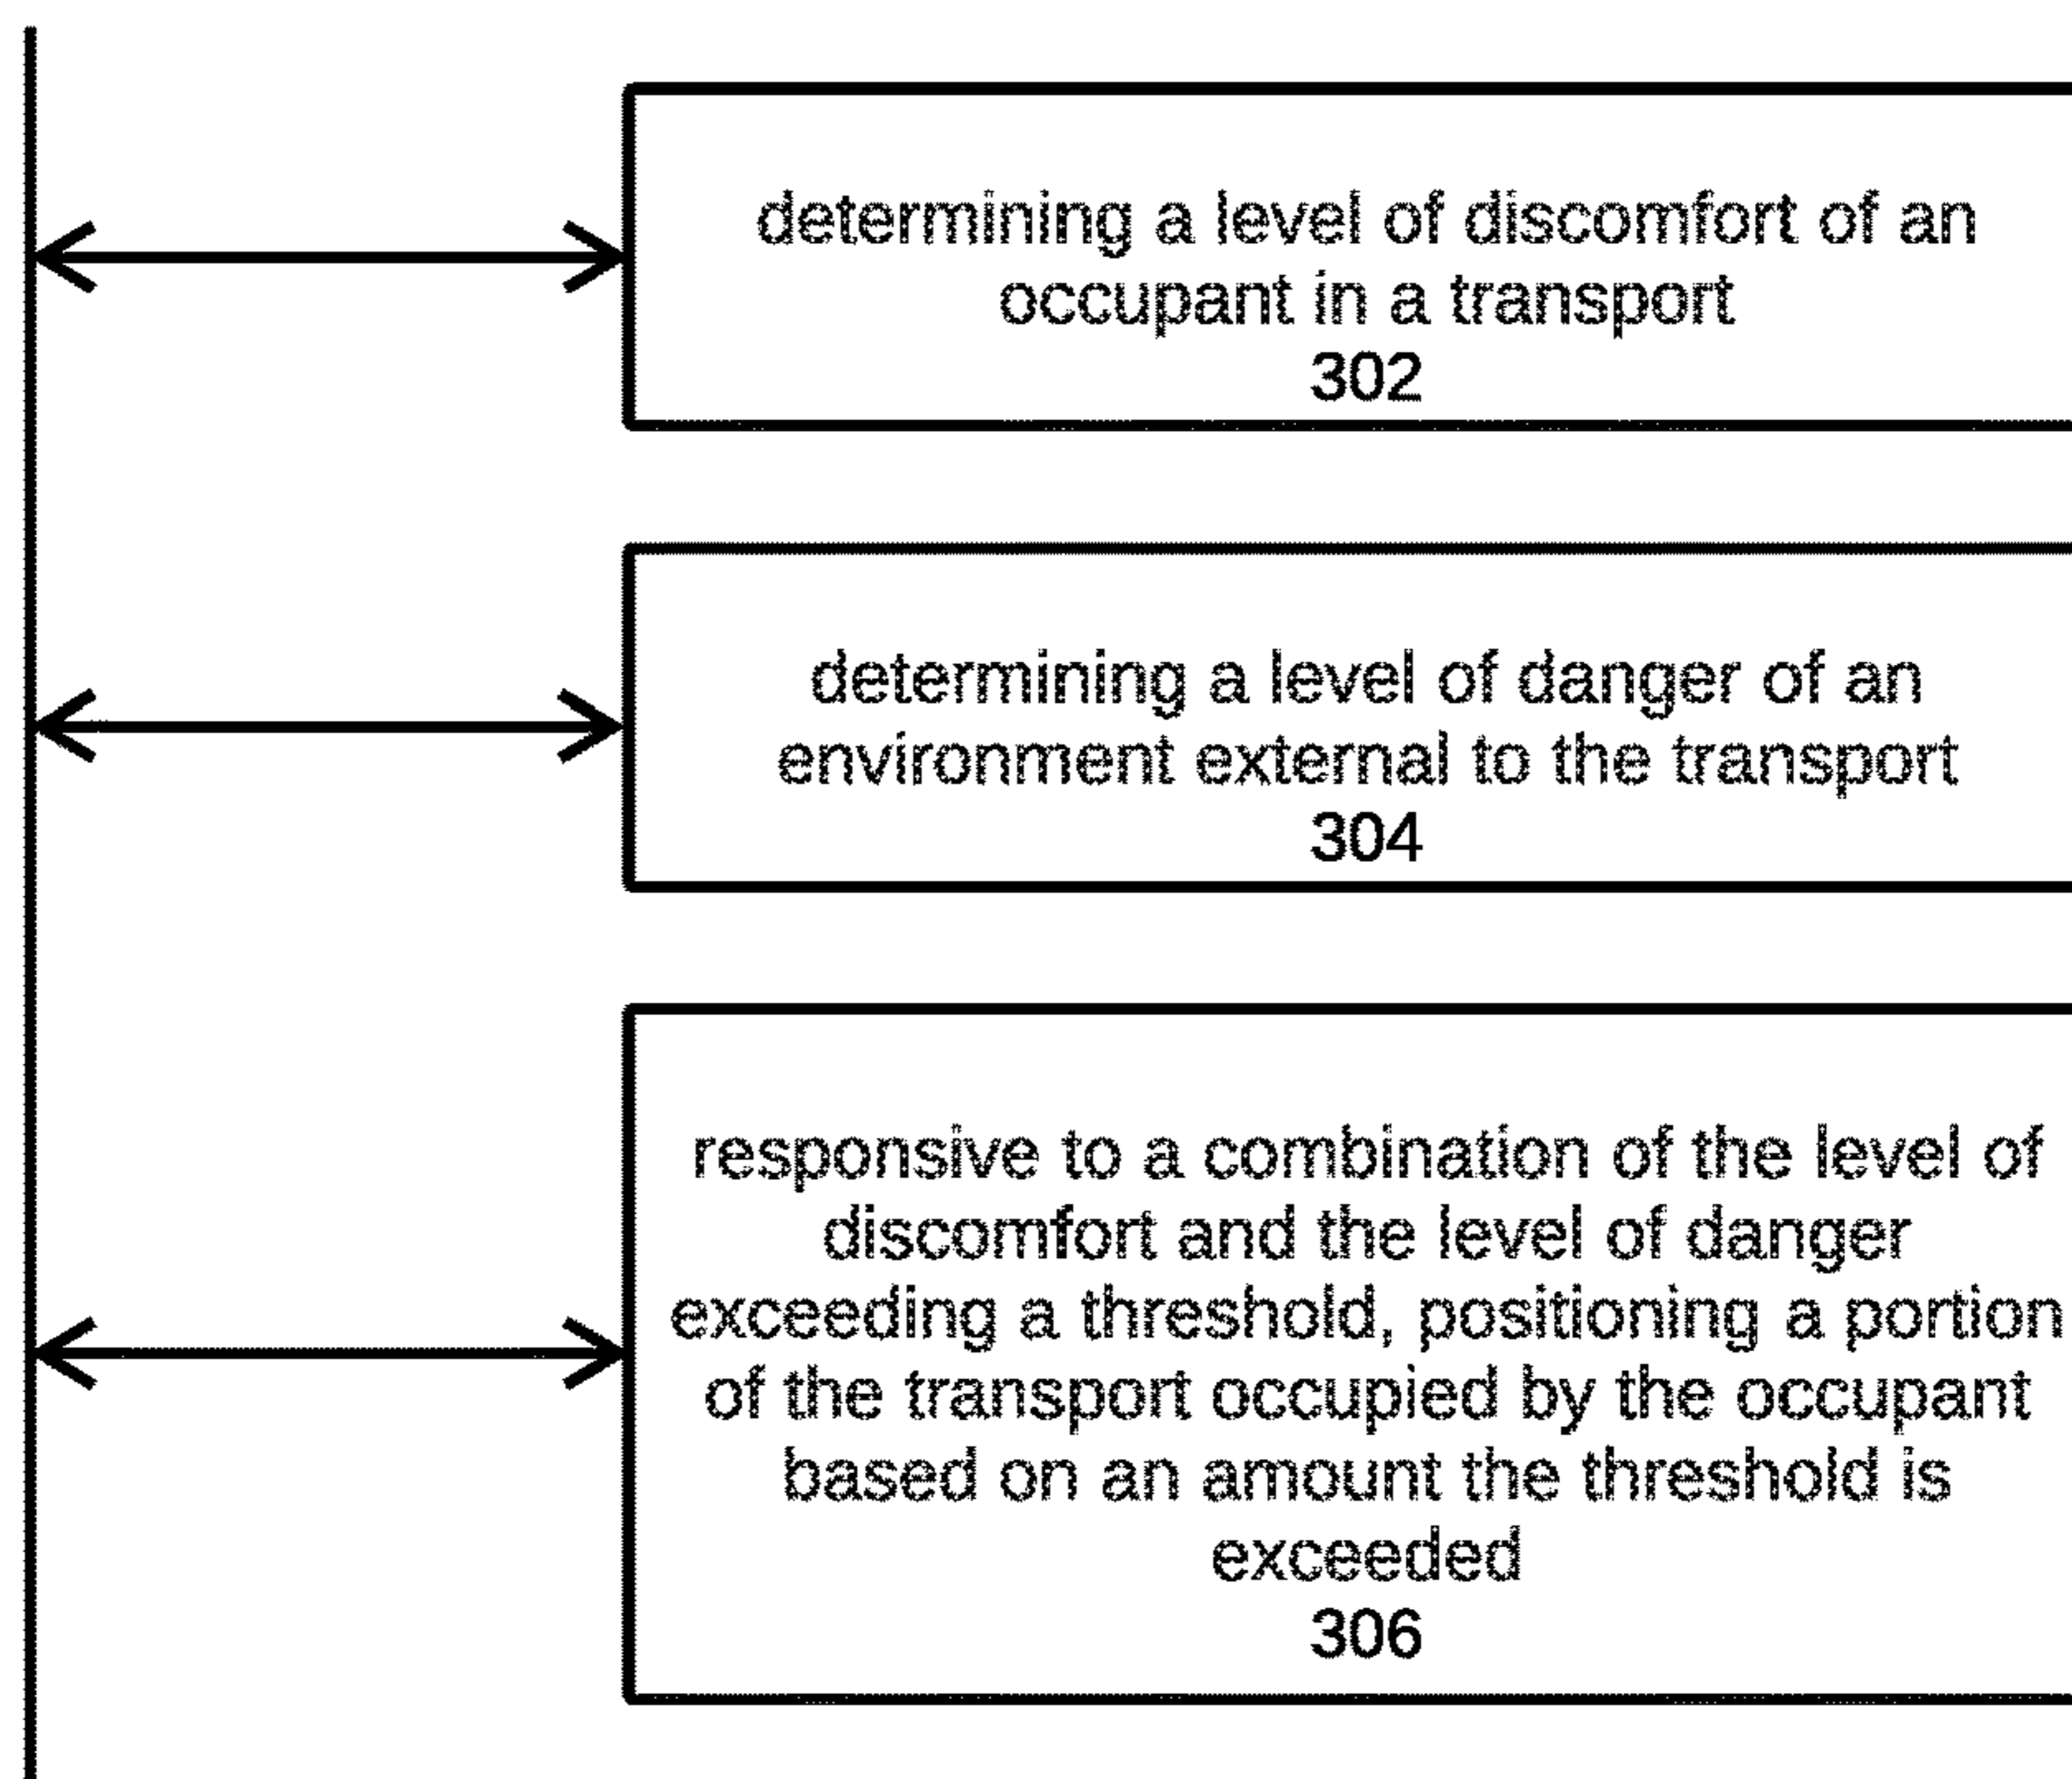 determining a level of discomfort of an
occupant in a transport
302
determining a level of danger of an
environment external to the transport
304
responsive to a combination of the level of
discomfort and the level of danger
exceeding a threshold, positioning a portion
of the transport occupied by the occupant
based on an amount the threshold is
exceeded
306